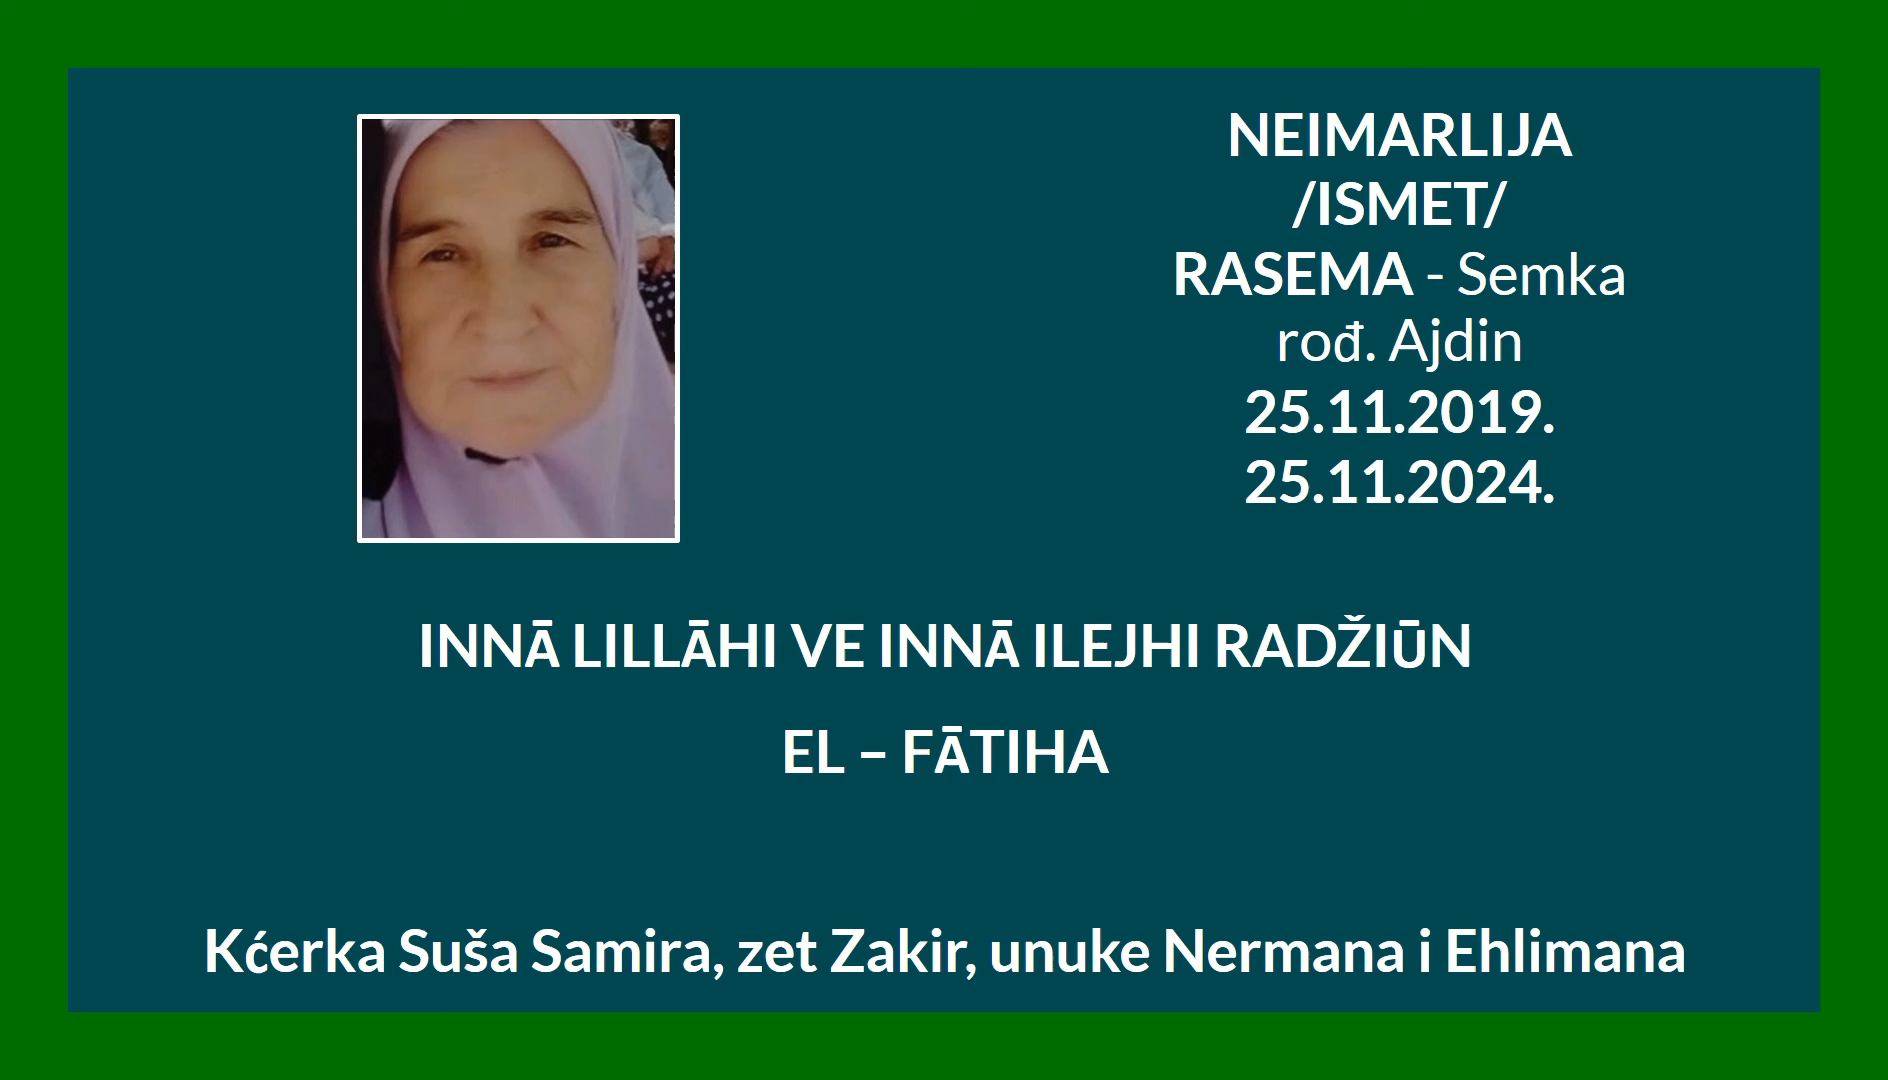 NEIMARLIJA
/ISMET/
RASEMA - Semka
rođ. Ajdin
25.11.2019.
25.11.2024.
INNĀ LILLĀHI VE INNĀ ILEJHI RADŽIŪN
EL – FĀTIHA
Kćerka Suša Samira, zet Zakir, unuke Nermana i Ehlimana